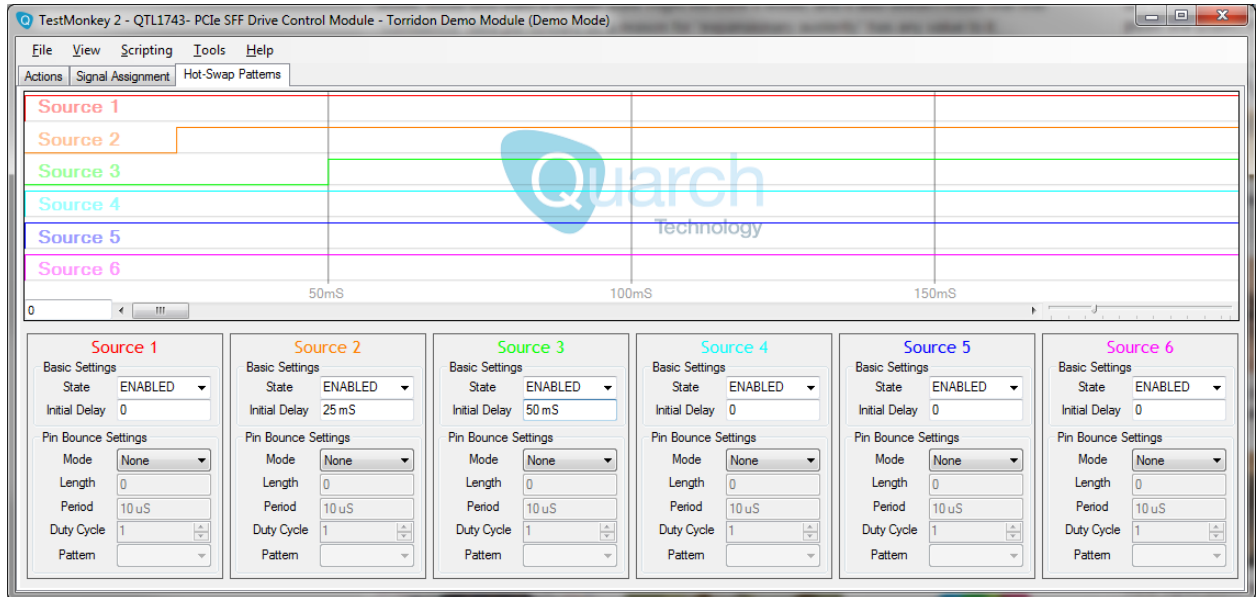 TestMonkey 2 - QTL1743- PCIe SFF Drive Control Module - Torridon Demo Module (Demo Mode)
File View Scripting Tools Help
Actions Signal Assignment Hot-Swap Patterns
Source 1
Source 2
Source 3
Source 4
Source 5
Source 6
Quarch
Technology
50mS 100mS 150mS
0
Source 1 Source 2 Source 3 Source 4 Source 5 Source 6
Basic Settings Basic Settings Basic Settings Basic Settings Basic Settings Basic Settings
State ENABLED State ENABLED State ENABLED State ENABLED State ENABLED State ENABLED
Initial Delay 0 Initial Delay 25 mS Initial Delay 50 mS Initial Delay 0 Initial Delay 0 Initial Delay 0
Pin Bounce Settings Pin Bounce Settings Pin Bounce Settings Pin Bounce Settings Pin Bounce Settings Pin Bounce Settings
Mode None Mode None Mode None Mode None Mode None Mode None
Length 0 Length 0 Length 0 Length 0 Length 0 Length 0
Period 10 uS Period 10 uS Period 10 uS Period 10 uS Period 10 uS Period 10 uS
Duty Cycle 1 Duty Cycle 1 Duty Cycle 1 Duty Cycle 1 Duty Cycle 1 Duty Cycle 1
Pattern Pattern Pattern Pattern Pattern Pattern